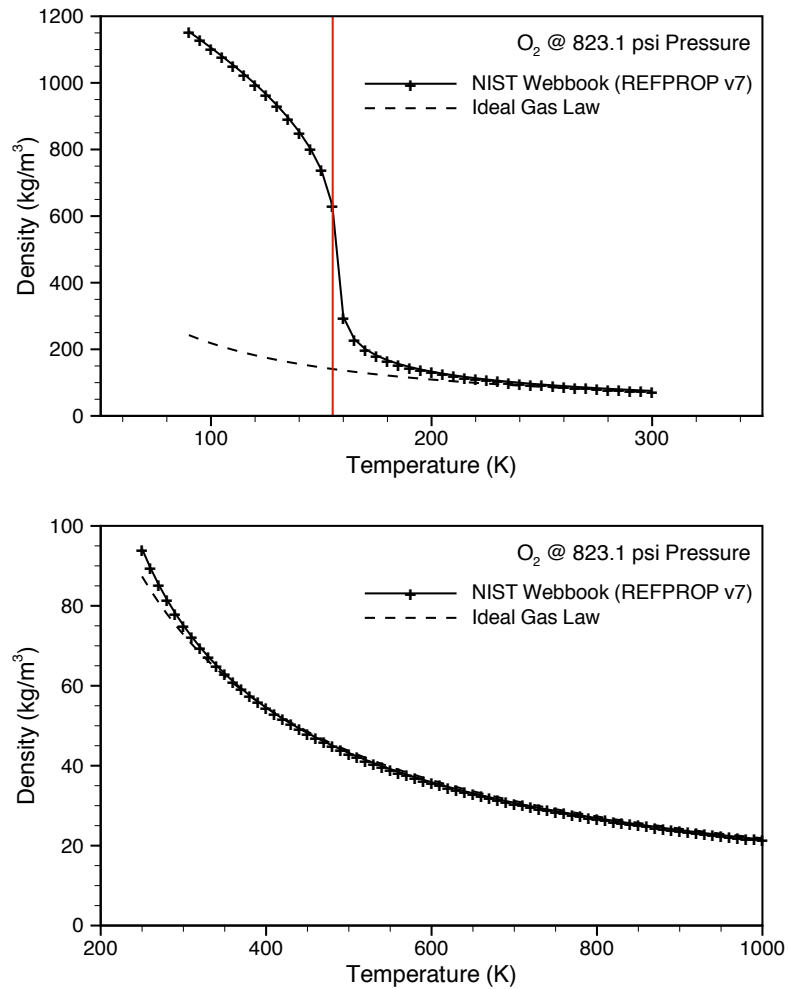 1200
1000
800
600
400
200
0
Density (kg/m³)
O₂ @ 823.1 psi Pressure
NIST Webbook (REFPROP v7)
Ideal Gas Law
100 200 300
Temperature (K)
100
80
60
40
20
0
Density (kg/m³)
O₂ @ 823.1 psi Pressure
NIST Webbook (REFPROP v7)
Ideal Gas Law
200 400 600 800 1000
Temperature (K)